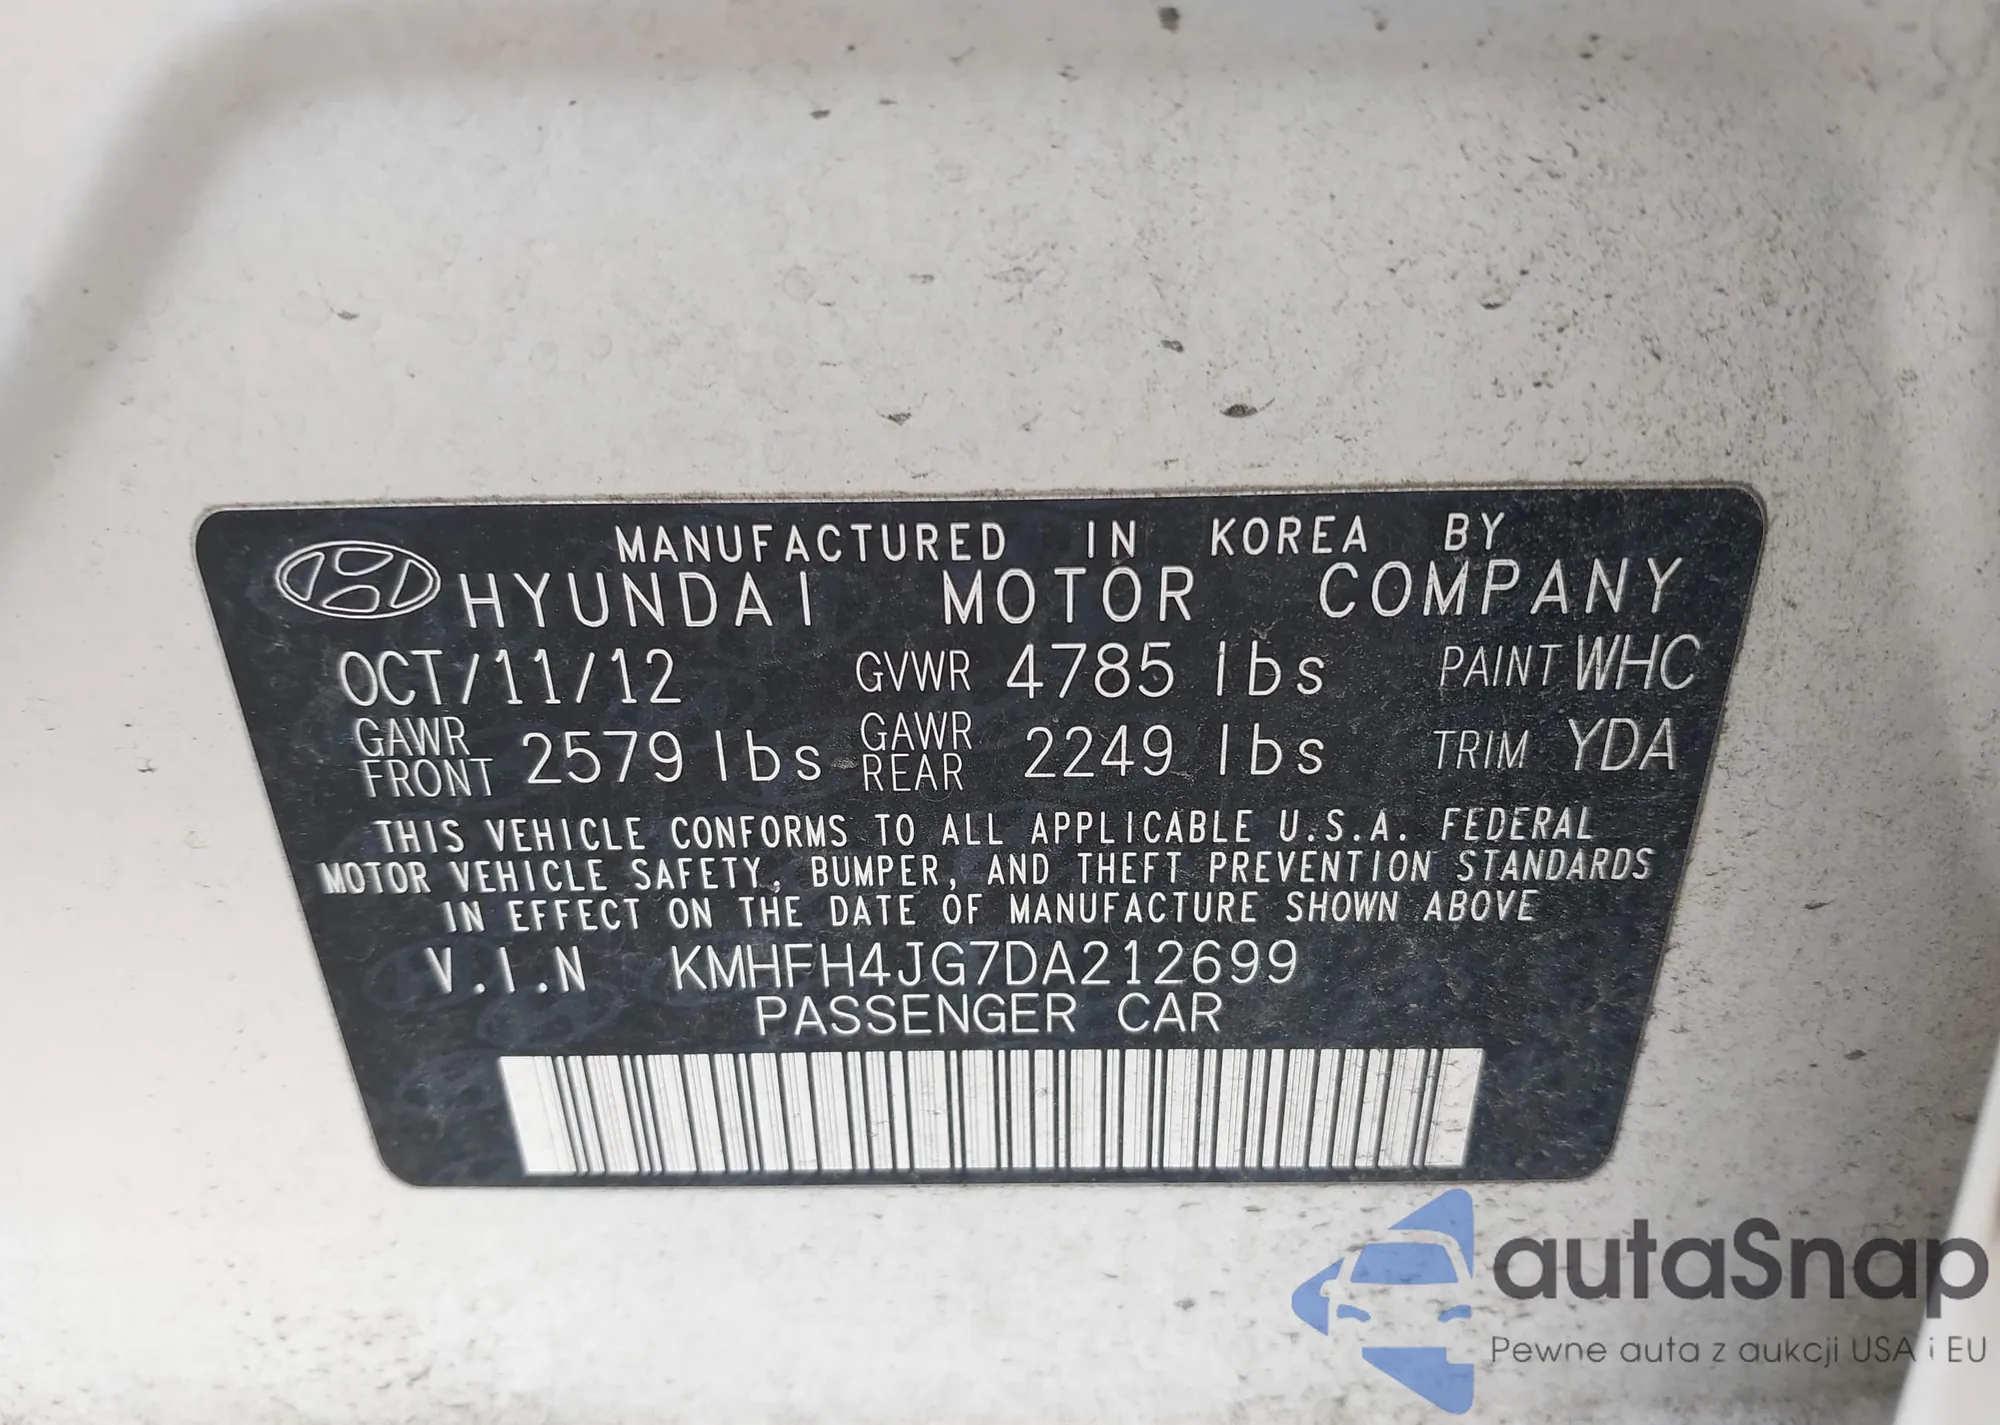 MANUFACTURED IN KOREA BY
HYUNDAI MOTOR COMPANY
OCT/11/12 GVWR 4785 lbs PAINT WHC
GAWR FRONT 2579 lbs GAWR REAR 2249 lbs TRIM YDA
THIS VEHICLE CONFORMS TO ALL APPLICABLE U.S.A. FEDERAL
MOTOR VEHICLE SAFETY, BUMPER, AND THEFT PREVENTION STANDARDS
IN EFFECT ON THE DATE OF MANUFACTURE SHOWN ABOVE
V.I.N KMHFH4JG7DA212699
PASSENGER CAR
autaSnap
Pewne auta z aukcji USA i EU